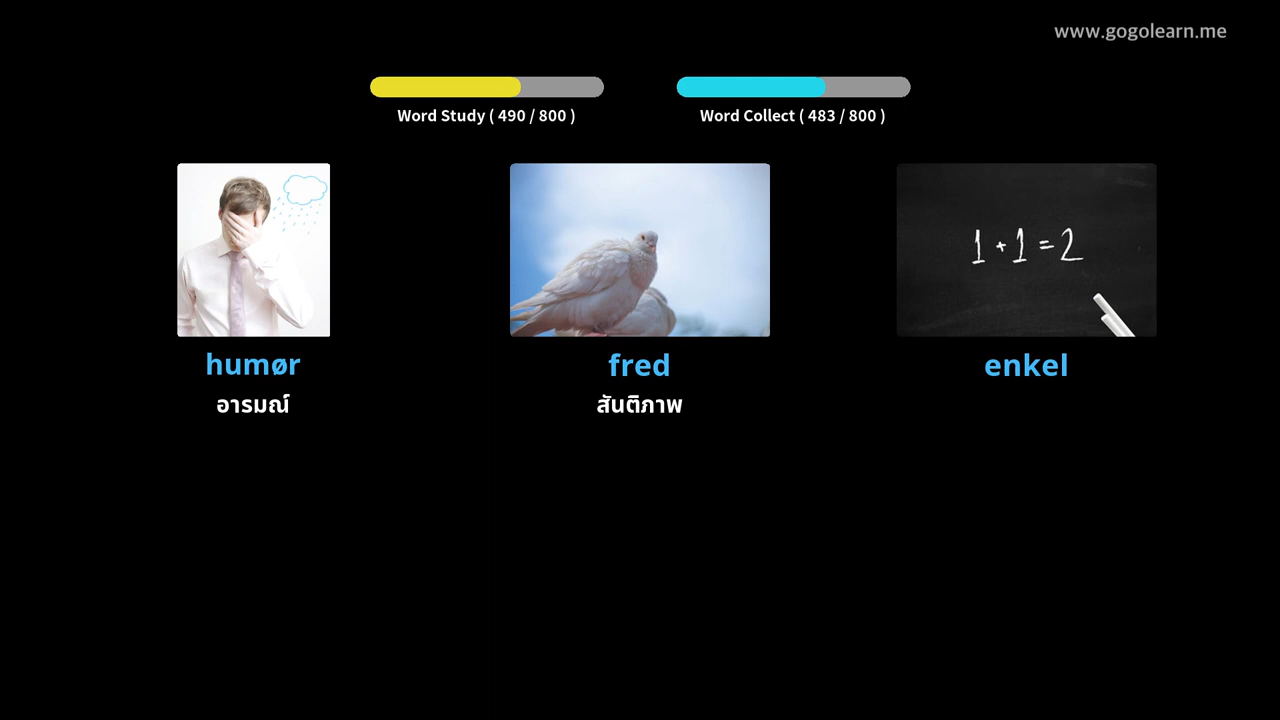 www.gogolearn.me
Word Study ( 490 / 800 )
Word Collect ( 483 / 800 )
1 + 1 = 2
humør
fred
enkel
อารมณ์
สันติภาพ